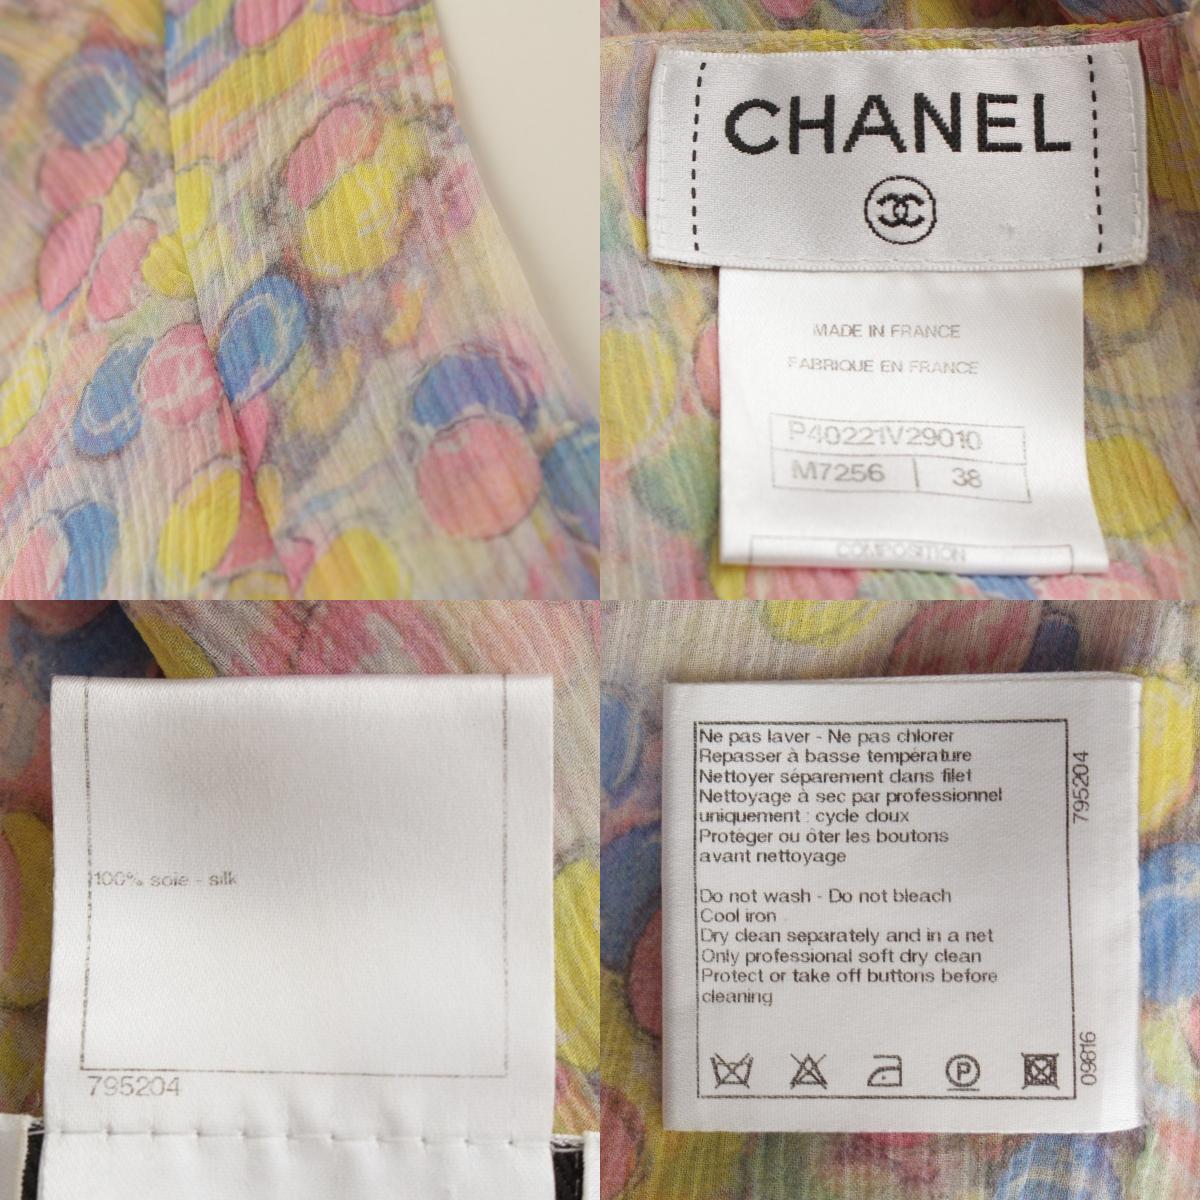 CHANEL
MADE IN FRANCE
FABRIQUE EN FRANCE
P40221V29010
M7256 | 38
COMPOSITION
100% soie - silk
795204
Ne pas laver - Ne pas chlorer
Repasser à basse température
Nettoyer séparement dans filet
Nettoyage à sec par professionnel
uniquement : cycle doux
Protéger ou ôter les boutons
avant nettoyage
Do not wash - Do not bleach
Cool iron
Dry clean separately and in a net
Only professional soft dry clean
Protect or take off buttons before
cleaning
P
795204
09816